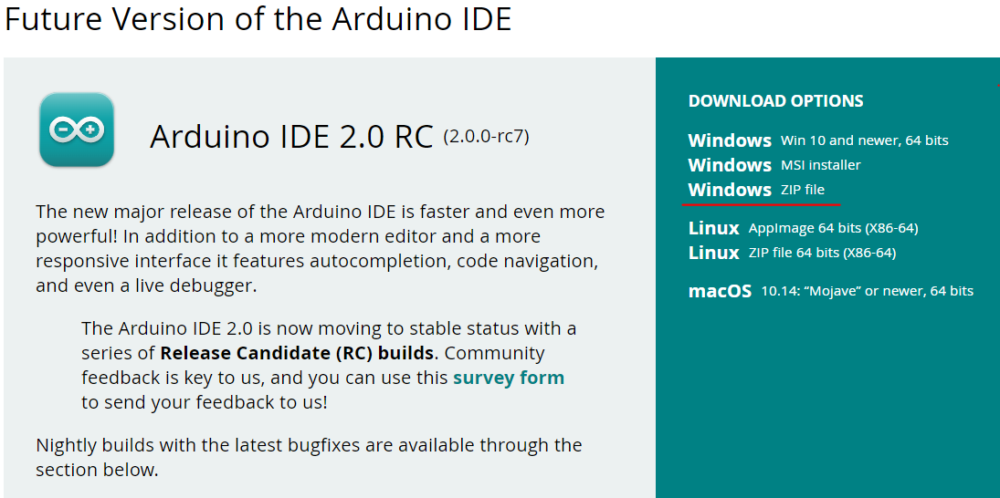 Future Version of the Arduino IDE
Arduino IDE 2.0 RC (2.0.0-rc7)
The new major release of the Arduino IDE is faster and even more
powerful! In addition to a more modern editor and a more
responsive interface it features autocompletion, code navigation,
and even a live debugger.
The Arduino IDE 2.0 is now moving to stable status with a
series of Release Candidate (RC) builds. Community
feedback is key to us, and you can use this survey form
to send your feedback to us!
Nightly builds with the latest bugfixes are available through the
section below.
DOWNLOAD OPTIONS
Windows Win 10 and newer, 64 bits
Windows MSI installer
Windows ZIP file
Linux AppImage 64 bits (X86-64)
Linux ZIP file 64 bits (X86-64)
macOS 10.14: “Mojave” or newer, 64 bits